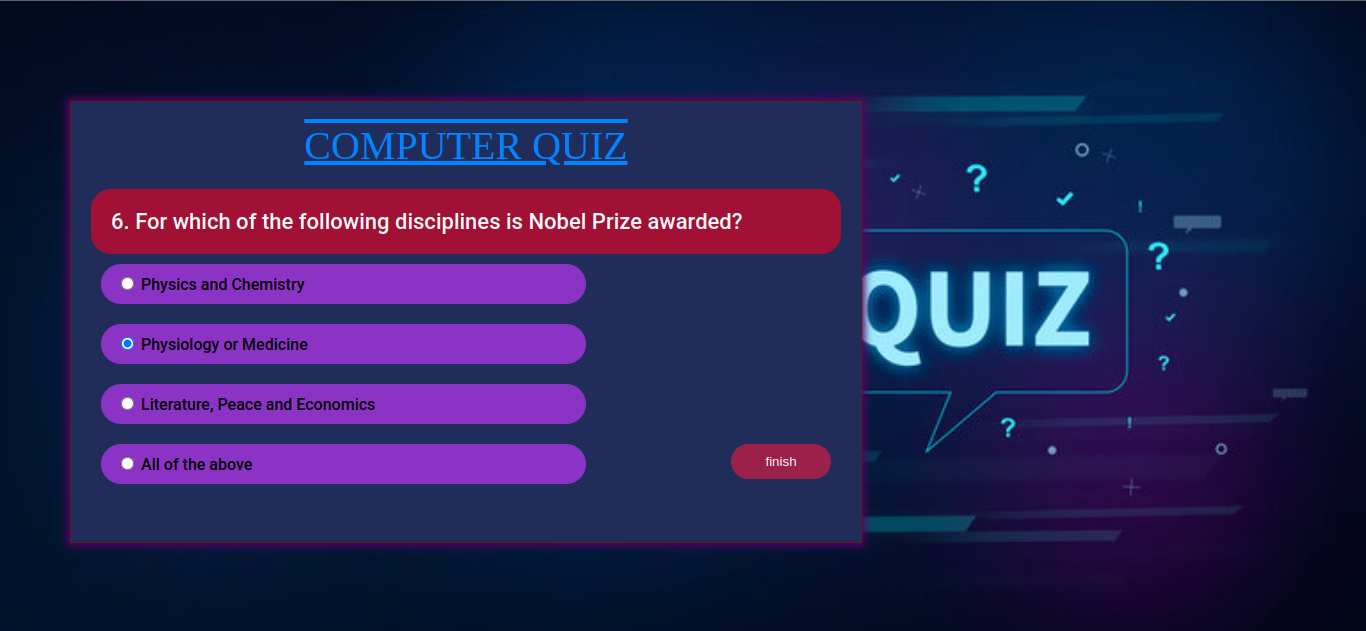 COMPUTER QUIZ
6. For which of the following disciplines is Nobel Prize awarded?
Physics and Chemistry
Physiology or Medicine
Literature, Peace and Economics
All of the above
finish
QUIZ